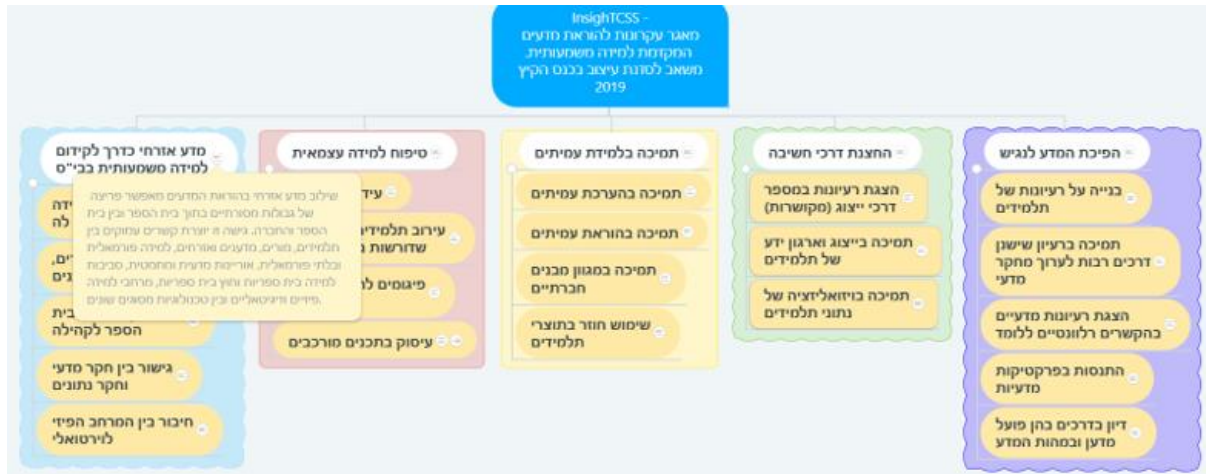 InsighTCSS –
מאגר עקרונות להוראת מדעים
המקדמת למידה משמעותית.
משאב לסדנת עיצוב בכנס הקיץ
2019
הפיכת המדע לנגיש
בנייה על רעיונות של
תלמידים
תמיכה ברעיון שישנן
דרכים רבות לערוך מחקר
מדעי
הצגת רעיונות מדעיים
בהקשרים רלוונטיים ללומד
התנסות בפרקטיקות
מדעיות
דיון בדרכים בהן פועל
מדען ובמהות המדע
החצנת דרכי חשיבה
הצגת רעיונות במספר
דרכי ייצוג (מקושרות)
תמיכה בייצוג וארגון ידע
של תלמידים
תמיכה בויזואליזציה של
נתוני תלמידים
תמיכה בלמידת עמיתים
תמיכה בהערכת עמיתים
תמיכה בהוראת עמיתים
תמיכה במגוון מבנים
חברתיים
שימוש חוזר בתוצרי
תלמידים
טיפוח למידה עצמאית
עירוב תלמידים
שדורשות
פיגומים
עיסוק בתכנים מורכבים
מדע אזרחי כדרך לקידום
למידה משמעותית בבי"ס
שילוב מדע אזרחי בהוראת המדעים מאפשר פריצה
של גבולות מסורתיים בתוך בית הספר ובין בית
הספר והחברה. גישה זו יוצרת קשרים עמוקים בין
תלמידים, מורים, מדענים ואזרחים, למידה פורמאלית
ובלתי פורמאלית, אוריינות מדעית ומתמטית, סביבות
למידה בית ספריות וחוץ בית ספריות, מרחבי למידה
פיזיים ודיגיטאליים ובין טכנולוגיות מסוגים שונים.
בית
הספר לקהילה
גישור בין חקר מדעי
וחקר נתונים
חיבור בין המרחב הפיזי
לוירטואלי